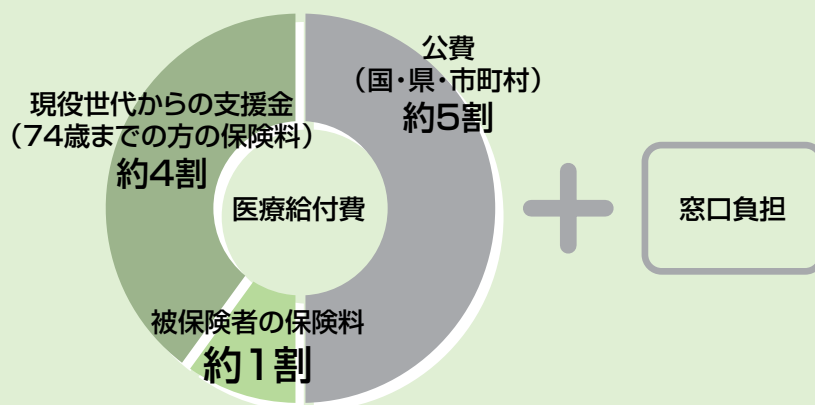 公費
（国・県・市町村）
約5割
現役世代からの支援金
（74歳までの方の保険料）
約4割
医療給付費
窓口負担
被保険者の保険料
約1割